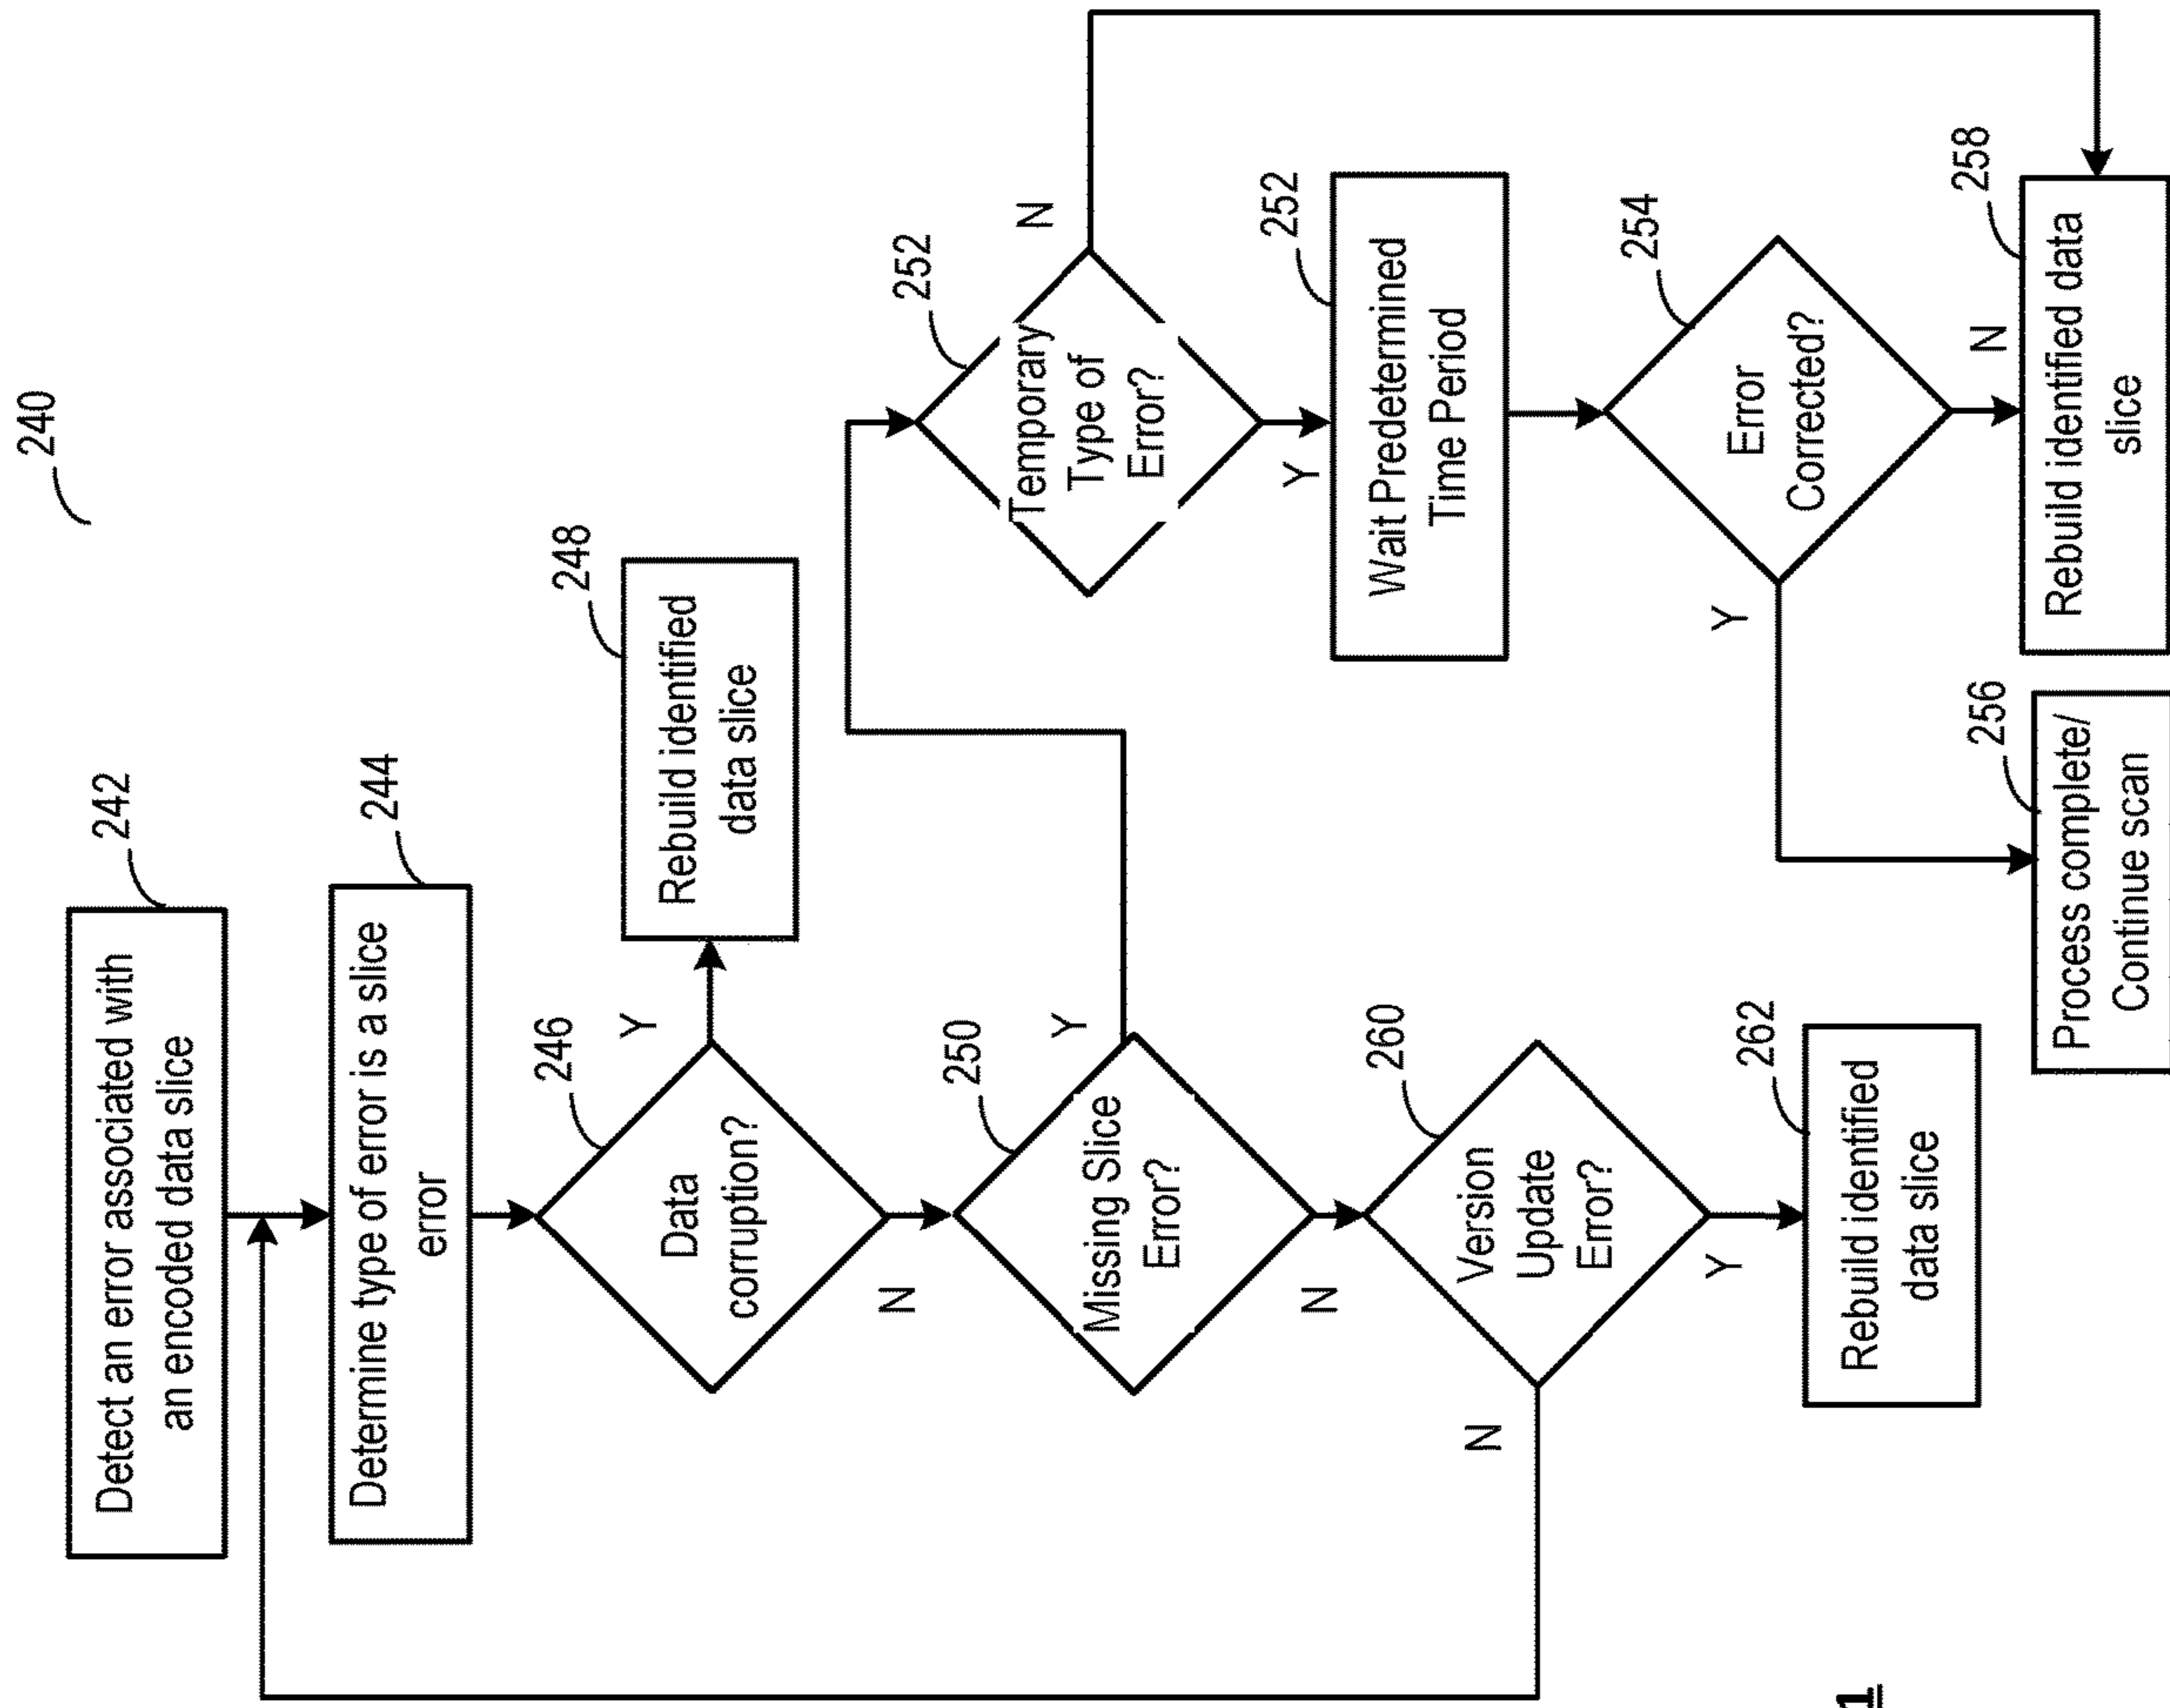 240
242
Detect an error associated with
an encoded data slice
244
Determine type of error is a slice
error
246
Data
corruption?
Y
N
248
Rebuild identified
data slice
250
Missing Slice
Error?
Y
N
252
Temporary
Type of
Error?
N
Y
252
Wait Predetermined
Time Period
254
Error
Corrected?
Y
N
256
Process complete/
Continue scan
258
Rebuild identified data
slice
260
Version
Update
Error?
N
Y
262
Rebuild identified
data slice
1